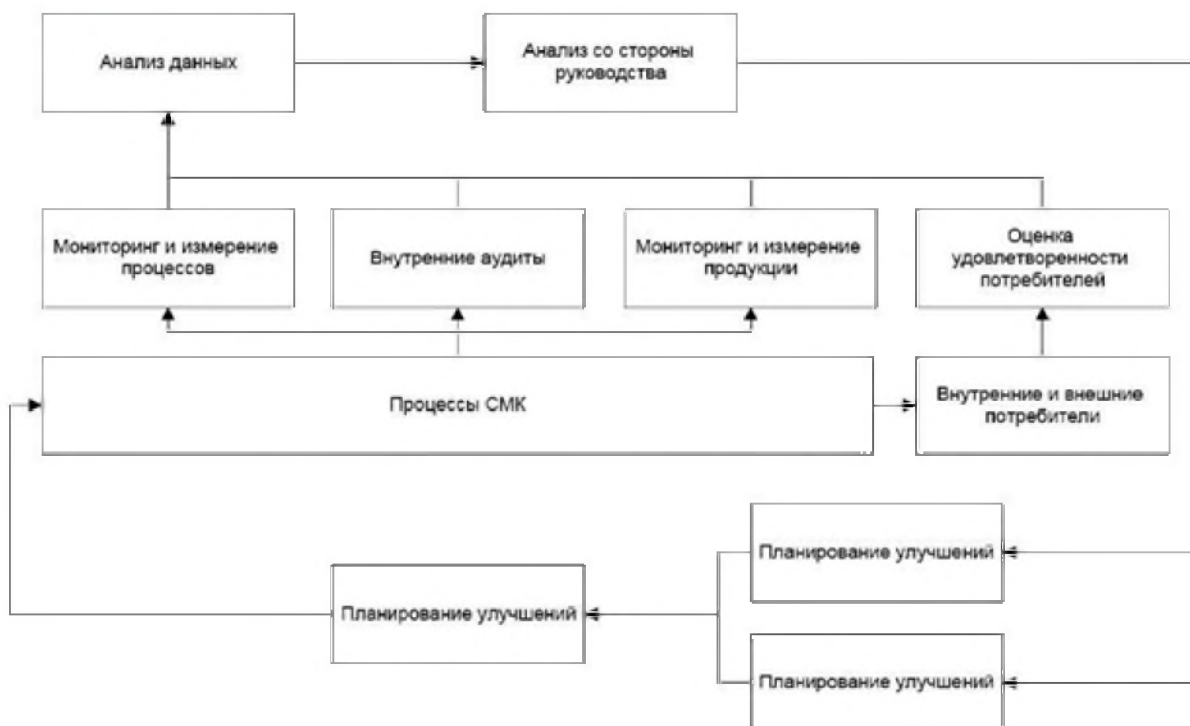 Анализ данных
Анализ со стороны
руководства
Мониторинг и измерение
процессов
Внутренние аудиты
Мониторинг и измерение
продукции
Оценка
удовлетворенности
потребителей
Процессы СМК
Внутренние и внешние
потребители
Планирование улучшений
Планирование улучшений
Планирование улучшений